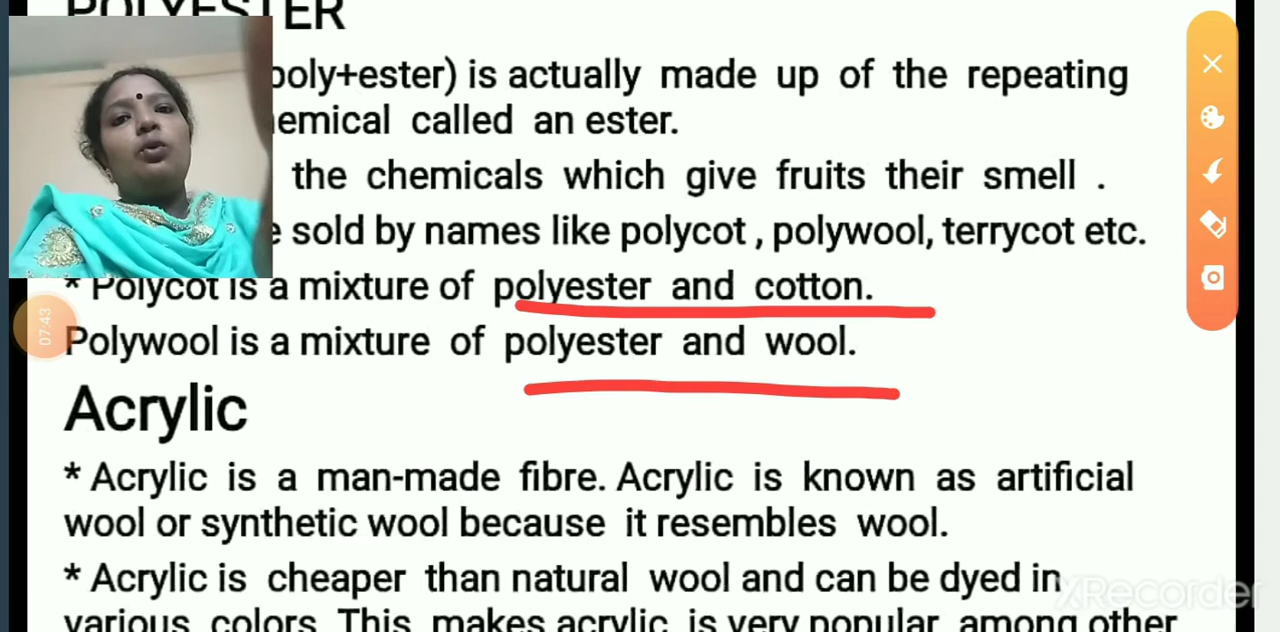 POLYESTER
poly+ester) is actually made up of the repeating
hemical called an ester.
the chemicals which give fruits their smell .
sold by names like polycot , polywool, terrycot etc.
* Polycot is a mixture of polyester and cotton.
07:43
Polywool is a mixture of polyester and wool.
Acrylic
* Acrylic is a man-made fibre. Acrylic is known as artificial
wool or synthetic wool because it resembles wool.
* Acrylic is cheaper than natural wool and can be dyed in
various colors. This makes acrylic is very popular among other
XRecorder